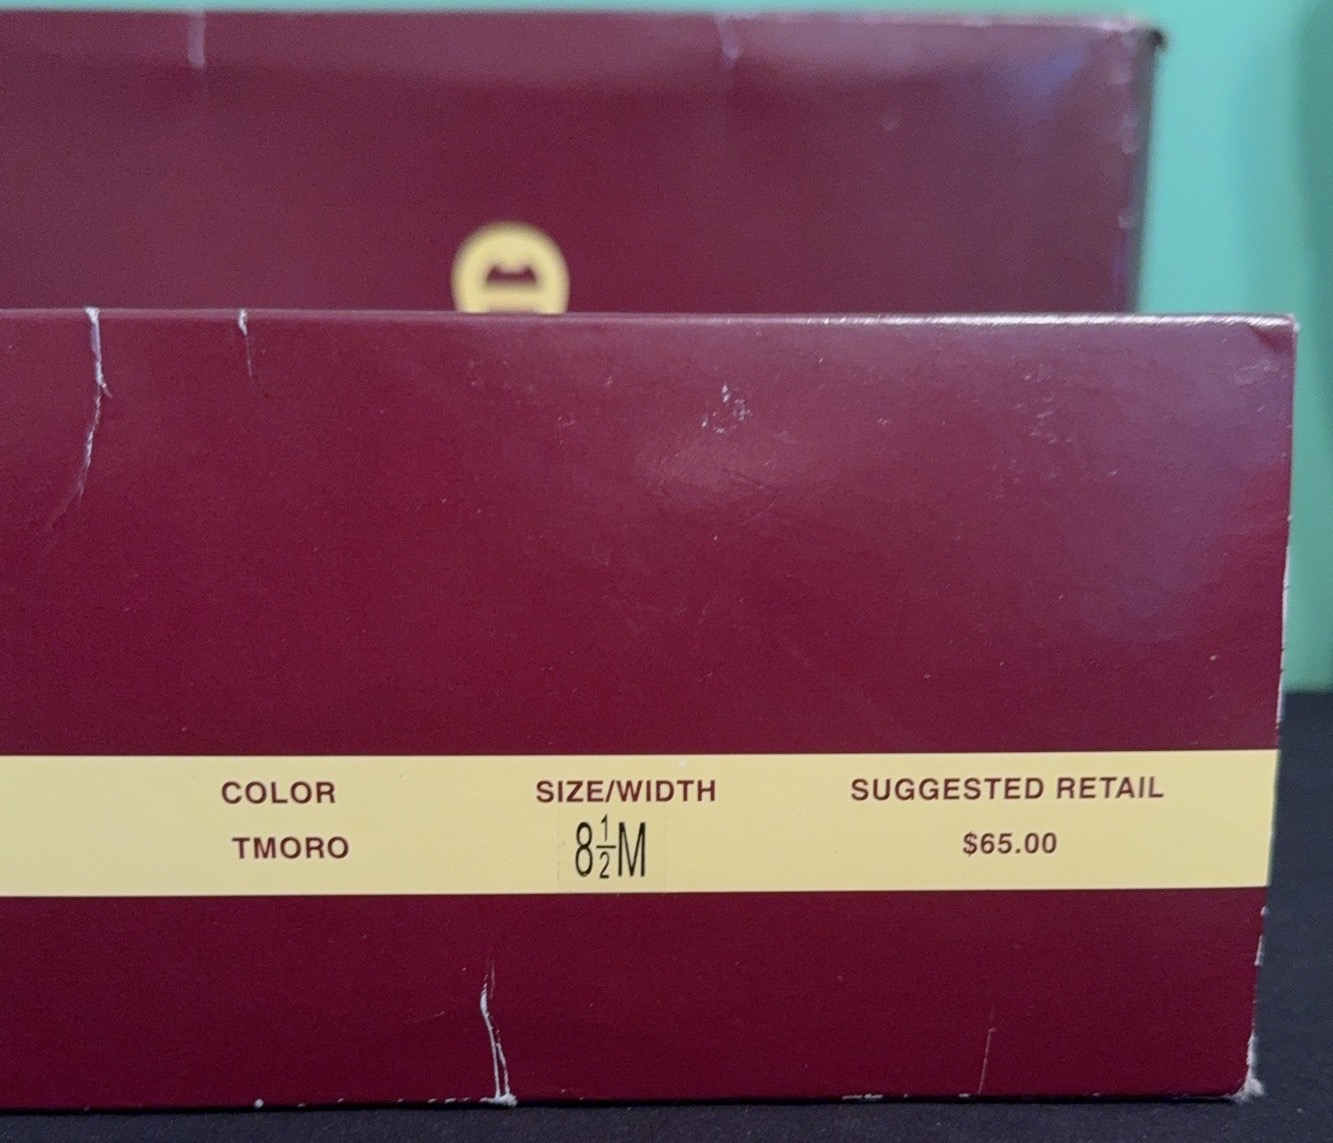 COLOR SIZE/WIDTH SUGGESTED RETAIL
TMORO 8½M $65.00